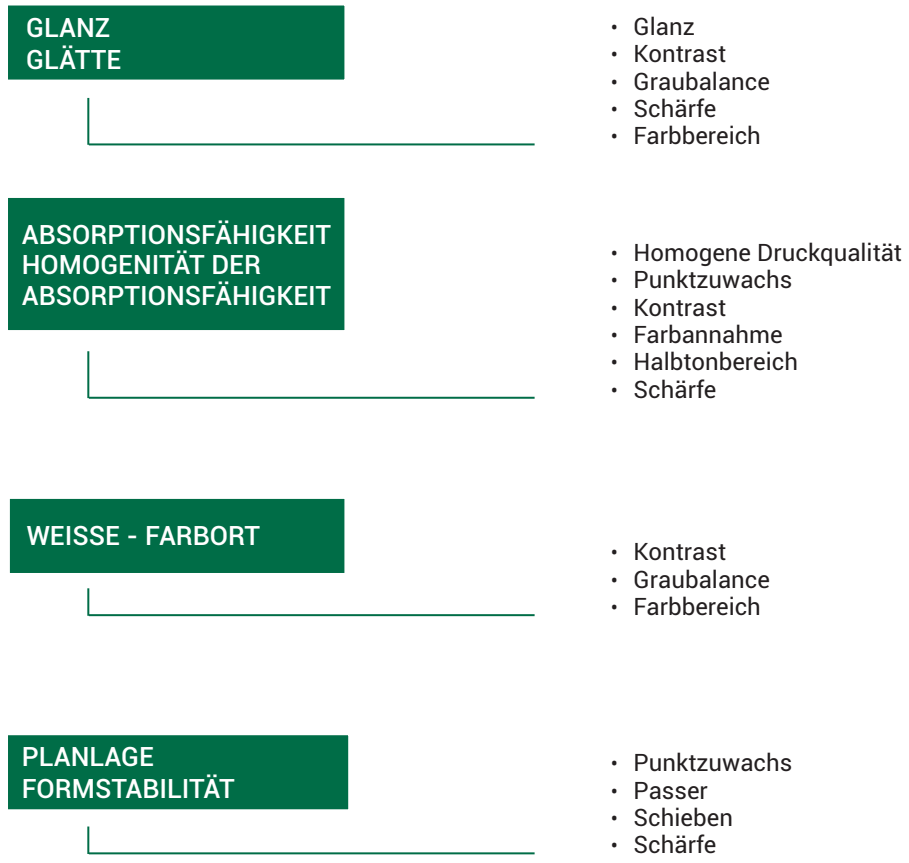 GLANZ
GLÄTTE
• Glanz
• Kontrast
• Graubalance
• Schärfe
• Farbbereich
ABSORPTIONSFÄHIGKEIT
HOMOGENITÄT DER
ABSORPTIONSFÄHIGKEIT
• Homogene Druckqualität
• Punktzuwachs
• Kontrast
• Farbannahme
• Halbtonbereich
• Schärfe
WEISSE - FARBORT
• Kontrast
• Graubalance
• Farbbereich
PLANLAGE
FORMSTABILITÄT
• Punktzuwachs
• Passer
• Schieben
• Schärfe